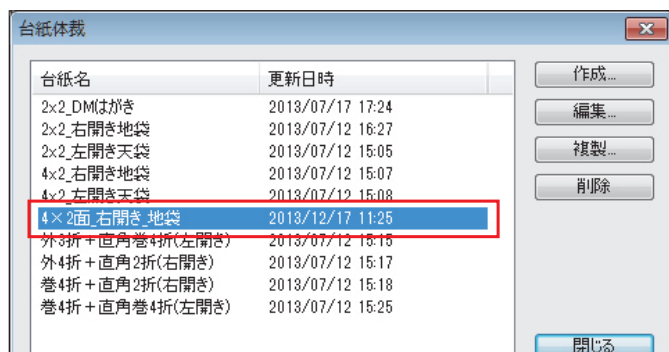 台紙体裁
台紙名 更新日時
2x2_DMはがき 2013/07/17 17:24
2x2_右開き地袋 2013/07/12 16:27
2x2_左開き天袋 2013/07/12 15:05
4x2_右開き地袋 2013/07/12 15:07
4x2_左開き天袋 2013/07/12 15:08
4×2面_右開き_地袋 2013/12/17 11:25
外3折+直角巻4折(左開き) 2013/07/12 15:15
外4折+直角2折(右開き) 2013/07/12 15:17
巻4折+直角2折(右開き) 2013/07/12 15:18
巻4折+直角巻4折(左開き) 2013/07/12 15:25
作成...
編集...
複製...
削除
閉じる